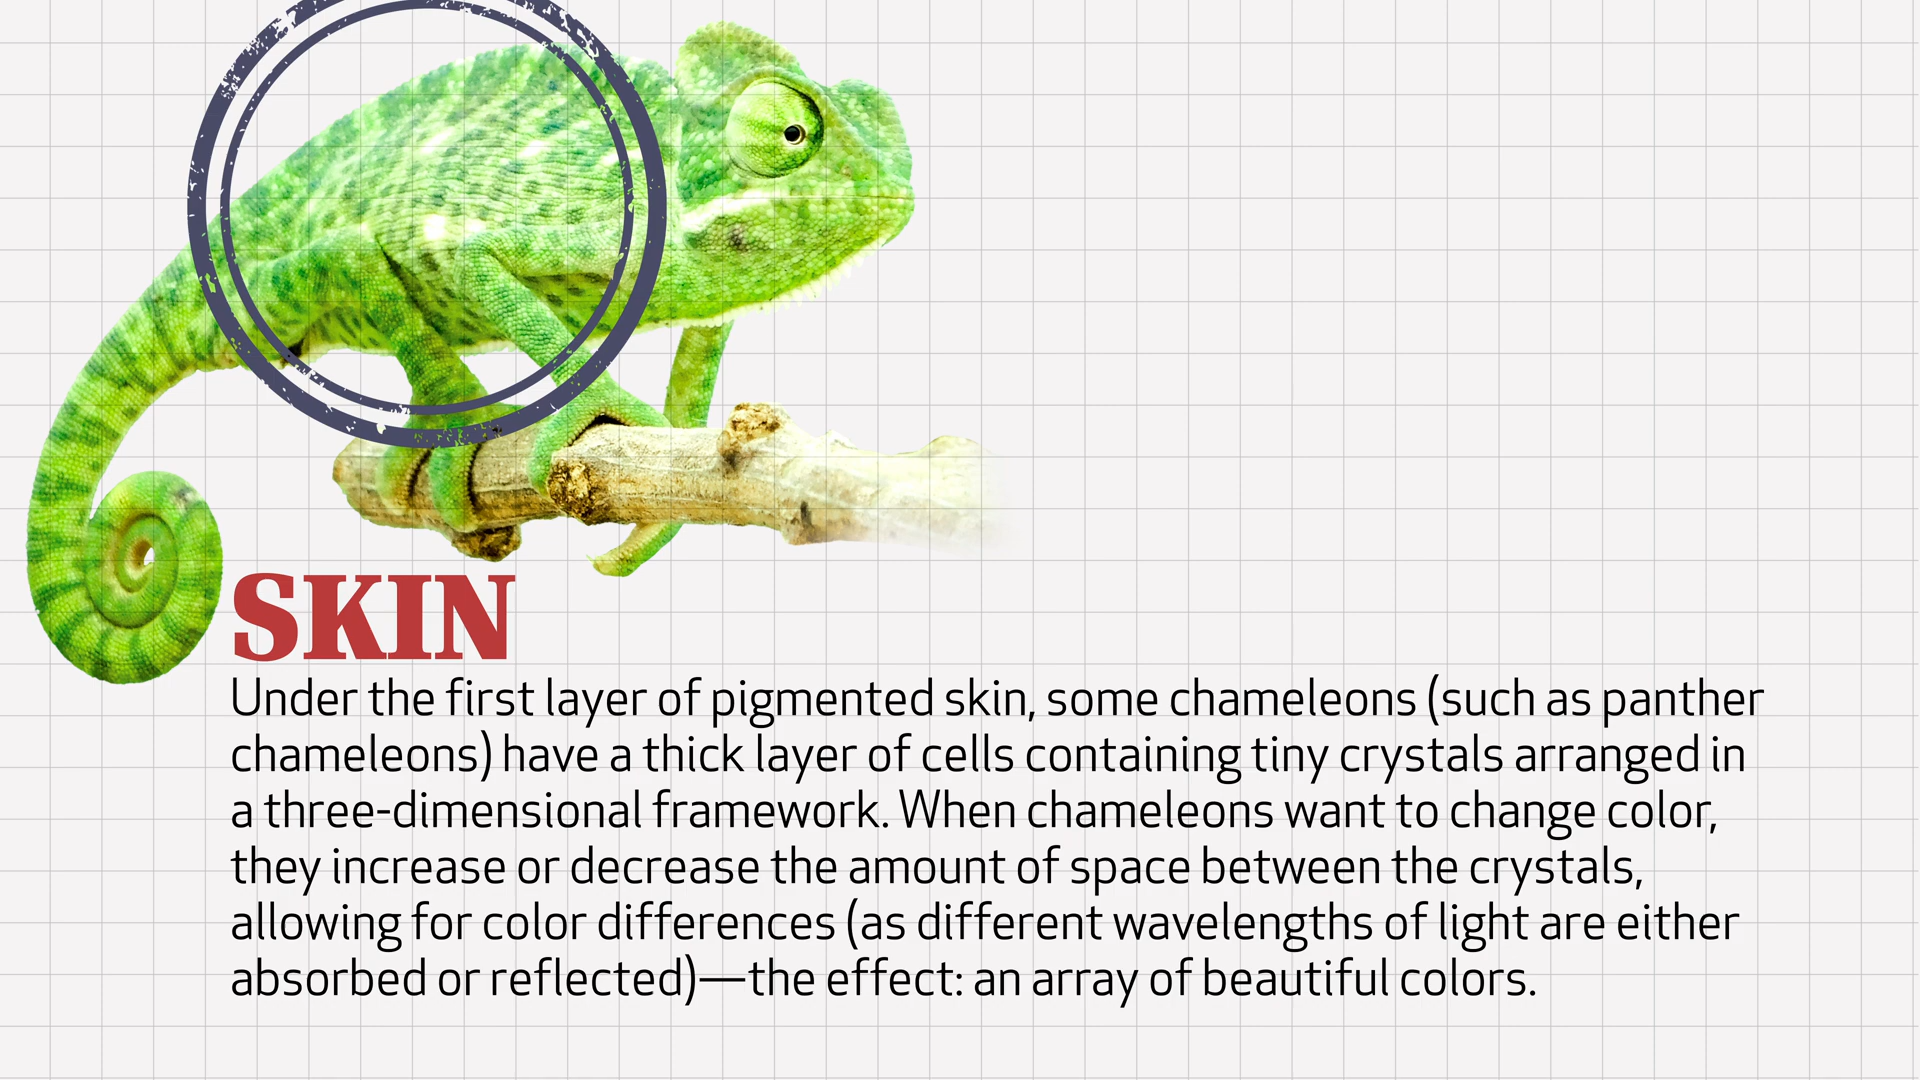 SKIN
Under the first layer of pigmented skin, some chameleons (such as panther
chameleons) have a thick layer of cells containing tiny crystals arranged in
a three-dimensional framework. When chameleons want to change color,
they increase or decrease the amount of space between the crystals,
allowing for color differences (as different wavelengths of light are either
absorbed or reflected)—the effect: an array of beautiful colors.